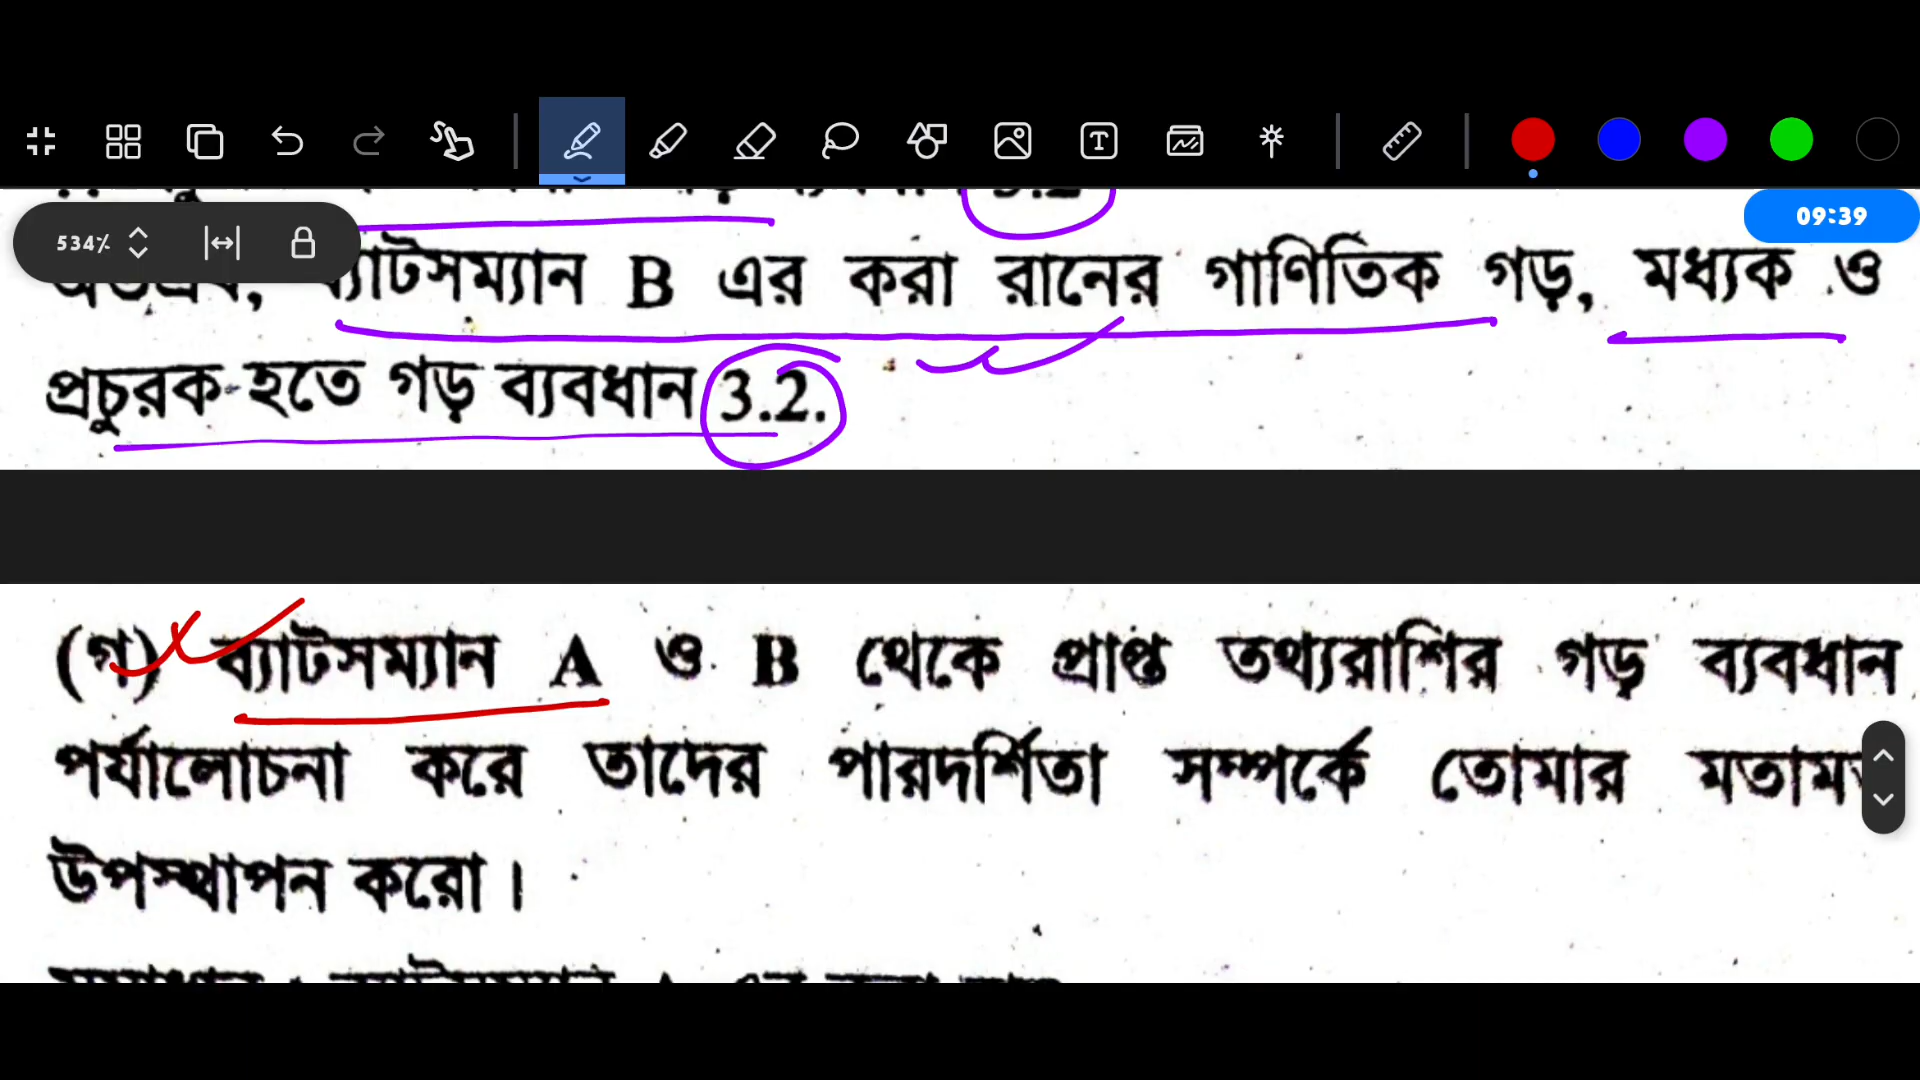 534%
09:39
ব্যাটসম্যান B এর করা রানের গাণিতিক গড়, মধ্যক ও
প্রচুরক হতে গড় ব্যবধান 3.2.
(গ) ব্যাটসম্যান A ও B থেকে প্রাপ্ত তথ্যরাশির গড় ব্যবধান
পর্যালোচনা করে তাদের পারদর্শিতা সম্পর্কে তোমার মতামত
উপস্থাপন করো।